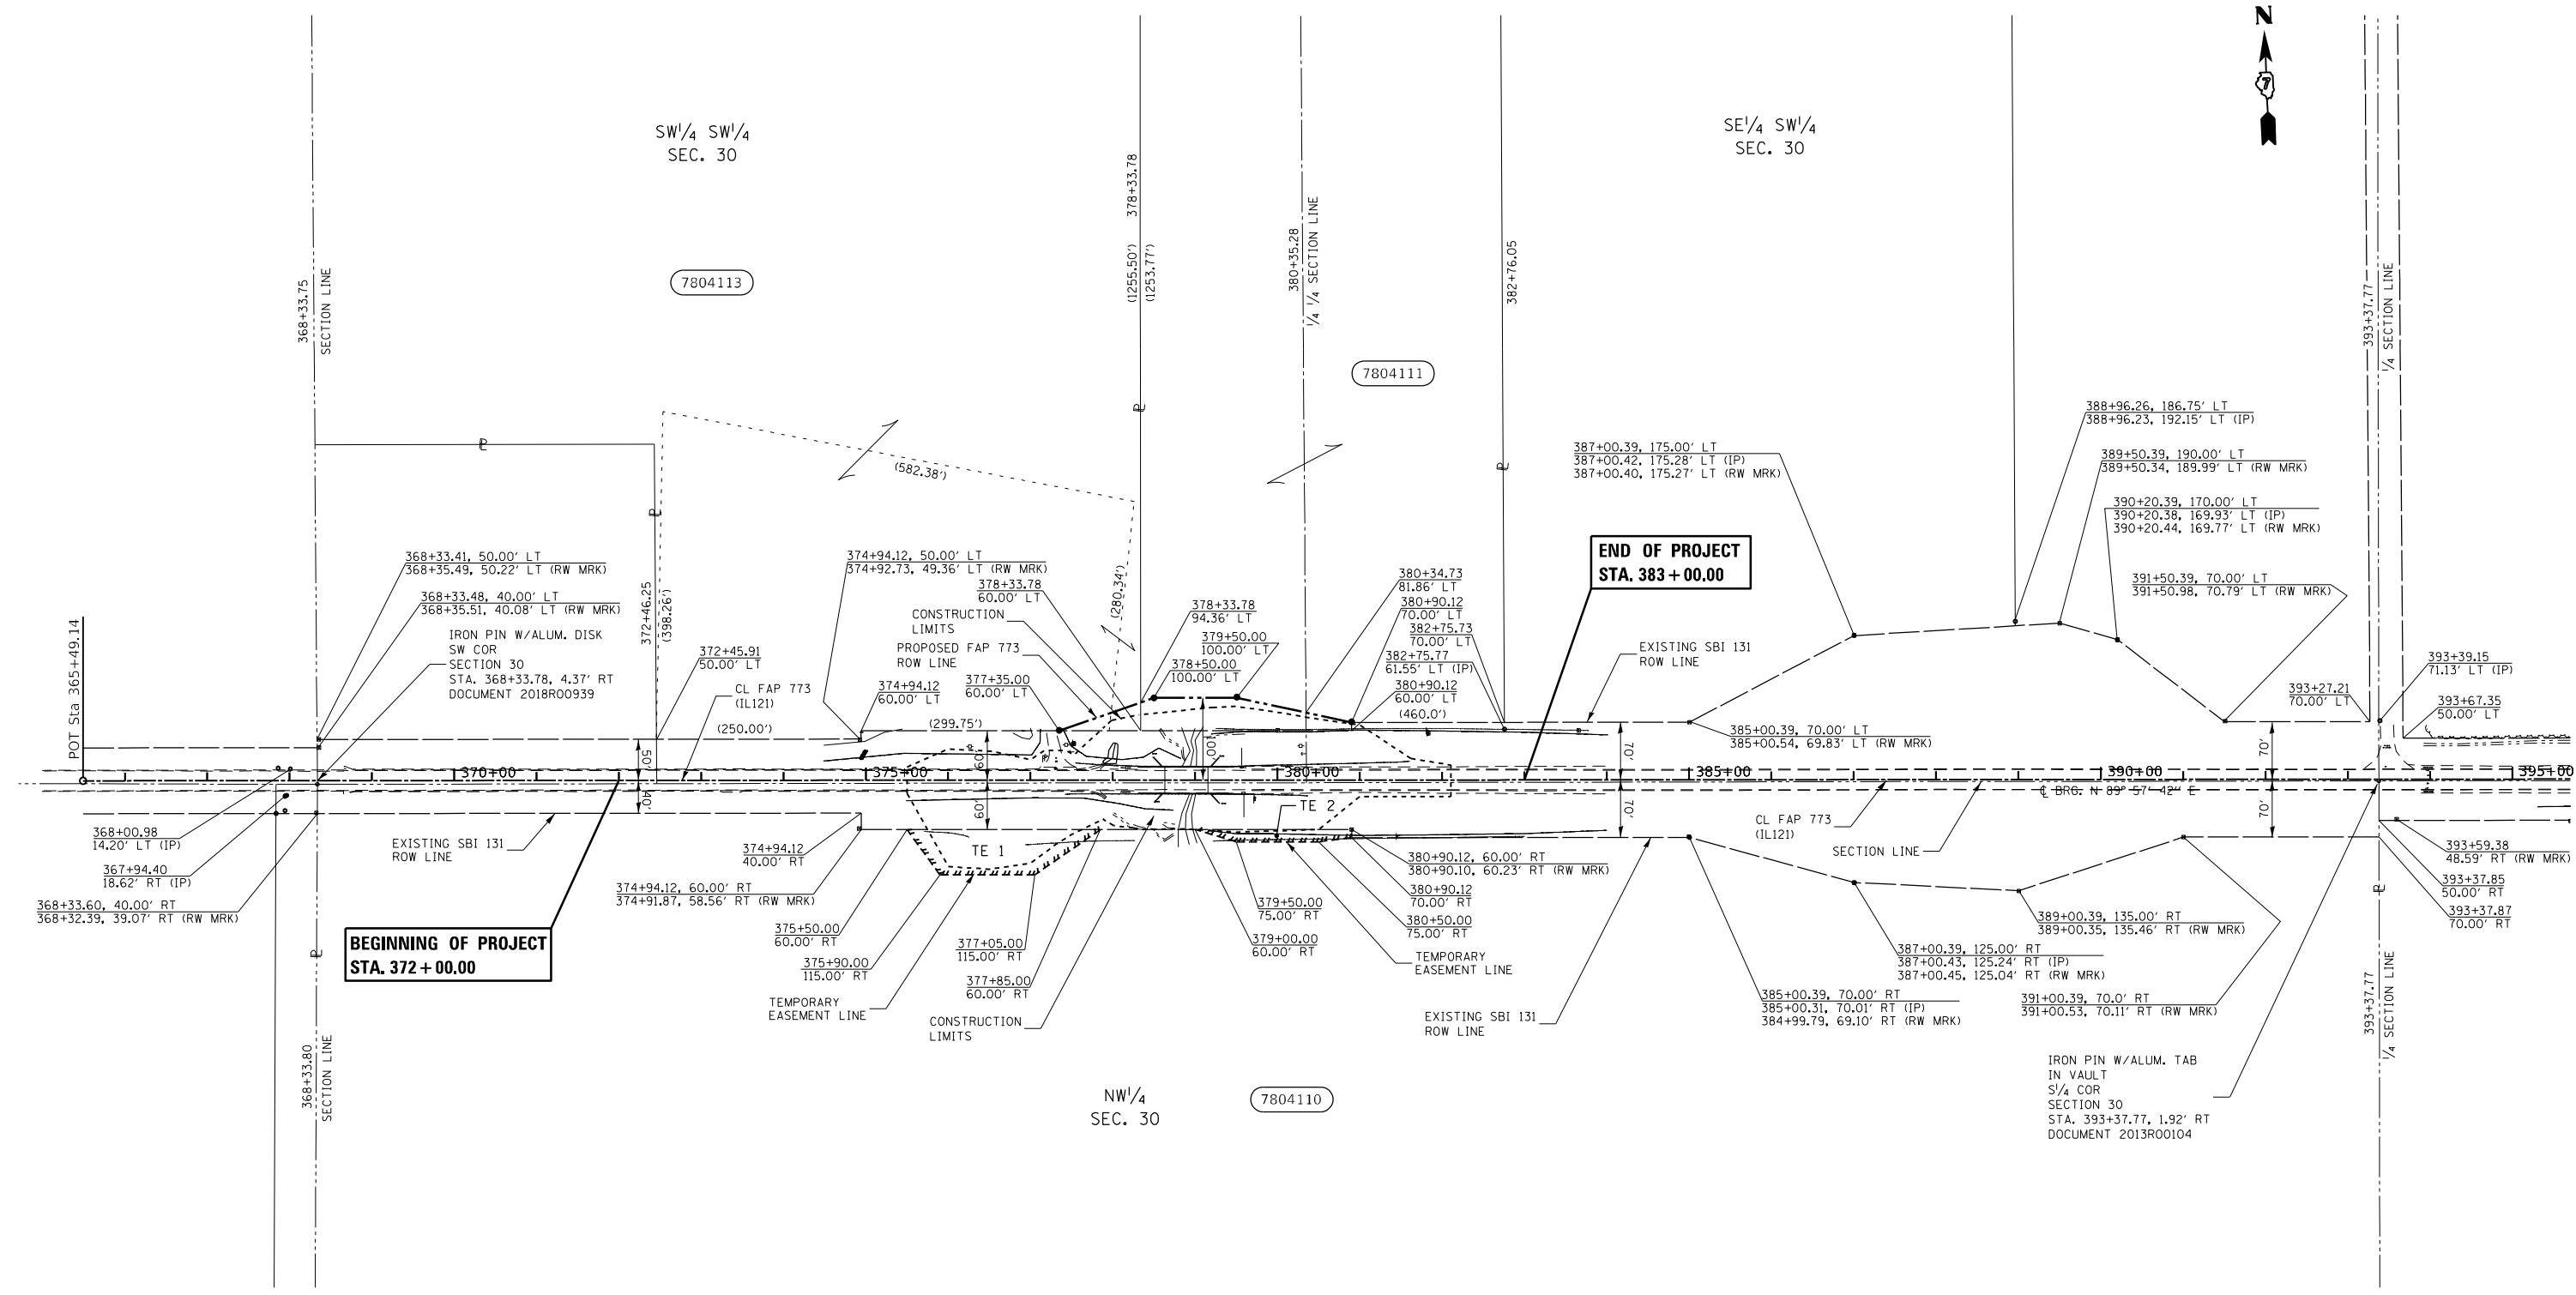 N
7
SW1/4 SW1/4
SEC. 30
SE1/4 SW1/4
SEC. 30
7804113
7804111
368+33.75
SECTION LINE
378+33.78
(1255.50')
(1253.77')
380+35.28
1/4 1/4 SECTION LINE
382+76.05
393+37.77
1/4 SECTION LINE
(582.38')
(280.34')
372+46.25
(398.26')
POT Sta 365+49.14
368+33.41, 50.00' LT
368+35.49, 50.22' LT (RW MRK)
368+33.48, 40.00' LT
368+35.51, 40.08' LT (RW MRK)
IRON PIN W/ALUM. DISK
SW COR
SECTION 30
STA. 368+33.78, 4.37' RT
DOCUMENT 2018R00939
372+45.91
50.00' LT
CL FAP 773
(IL121)
(250.00')
374+94.12, 50.00' LT
374+92.73, 49.36' LT (RW MRK)
378+33.78
60.00' LT
CONSTRUCTION
LIMITS
PROPOSED FAP 773
ROW LINE
374+94.12
60.00' LT
377+35.00
60.00' LT
(299.75')
378+33.78
94.36' LT
379+50.00
100.00' LT
378+50.00
100.00' LT
380+34.73
81.86' LT
380+90.12
70.00' LT
382+75.73
70.00' LT
382+75.77
61.55' LT (IP)
380+90.12
60.00' LT
(460.0')
END OF PROJECT
STA. 383+00.00
EXISTING SBI 131
ROW LINE
387+00.39, 175.00' LT
387+00.42, 175.28' LT (IP)
387+00.40, 175.27' LT (RW MRK)
388+96.26, 186.75' LT
388+96.23, 192.15' LT (IP)
389+50.39, 190.00' LT
389+50.34, 189.99' LT (RW MRK)
390+20.39, 170.00' LT
390+20.38, 169.93' LT (IP)
390+20.44, 169.77' LT (RW MRK)
391+50.39, 70.00' LT
391+50.98, 70.79' LT (RW MRK)
393+39.15
71.13' LT (IP)
393+27.21
70.00' LT
393+67.35
50.00' LT
385+00.39, 70.00' LT
385+00.54, 69.83' LT (RW MRK)
50'
40'
60'
60'
70'
70'
70'
70'
370+00
375+00
380+00
385+00
390+00
395+00
℄ BRG. N 89° 57' 42" E
CL FAP 773
(IL121)
SECTION LINE
TE 1
TE 2
368+00.98
14.20' LT (IP)
367+94.40
18.62' RT (IP)
368+33.60, 40.00' RT
368+32.39, 39.07' RT (RW MRK)
EXISTING SBI 131
ROW LINE
BEGINNING OF PROJECT
STA. 372+00.00
374+94.12
40.00' RT
374+94.12, 60.00' RT
374+91.87, 58.56' RT (RW MRK)
375+50.00
60.00' RT
375+90.00
115.00' RT
377+05.00
115.00' RT
377+85.00
60.00' RT
TEMPORARY
EASEMENT LINE
CONSTRUCTION
LIMITS
379+50.00
75.00' RT
379+00.00
60.00' RT
380+90.12, 60.00' RT
380+90.10, 60.23' RT (RW MRK)
380+90.12
70.00' RT
380+50.00
75.00' RT
TEMPORARY
EASEMENT LINE
EXISTING SBI 131
ROW LINE
385+00.39, 70.00' RT
385+00.31, 70.01' RT (IP)
384+99.79, 69.10' RT (RW MRK)
387+00.39, 125.00' RT
387+00.43, 125.24' RT (IP)
387+00.45, 125.04' RT (RW MRK)
389+00.39, 135.00' RT
389+00.35, 135.46' RT (RW MRK)
391+00.39, 70.0' RT
391+00.53, 70.11' RT (RW MRK)
393+59.38
48.59' RT (RW MRK)
393+37.85
50.00' RT
393+37.87
70.00' RT
393+37.77
1/4 SECTION LINE
IRON PIN W/ALUM. TAB
IN VAULT
S1/4 COR
SECTION 30
STA. 393+37.77, 1.92' RT
DOCUMENT 2013R00104
368+33.80
SECTION LINE
NW1/4
SEC. 30
7804110